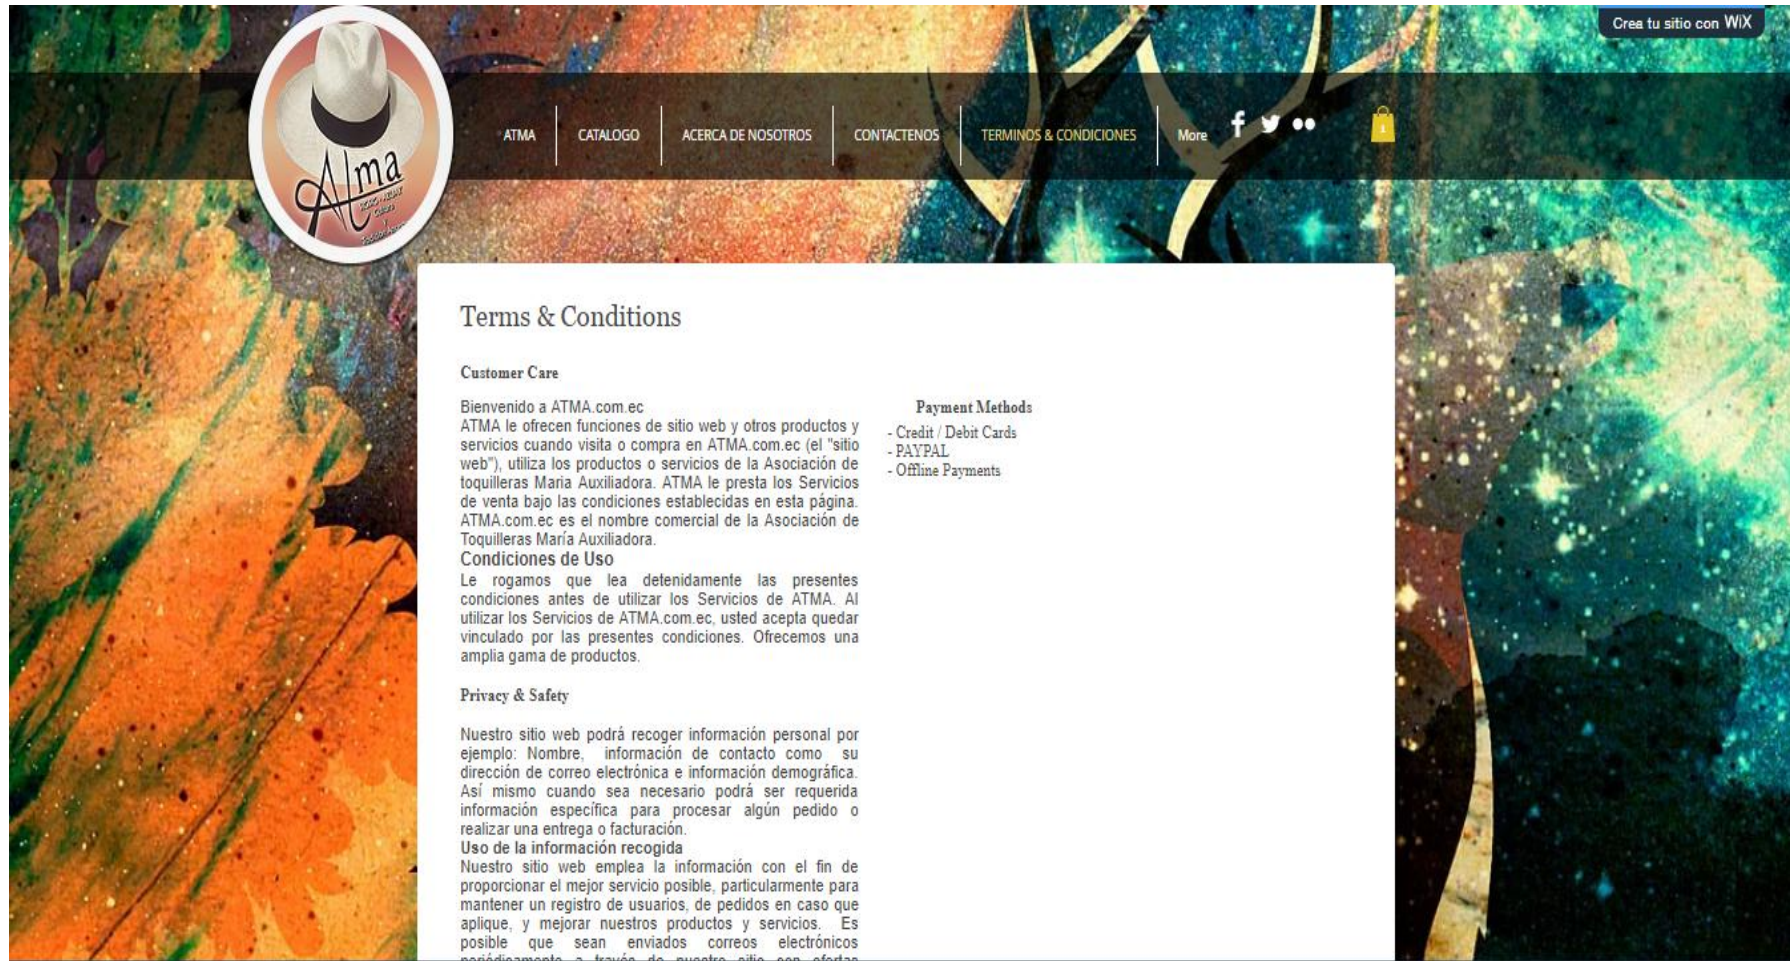 Crea tu sitio con WiX
Alma
ATMA
CATALOGO
ACERCA DE NOSOTROS
CONTACTENOS
TERMINOS & CONDICIONES
More
1
Terms & Conditions
Customer Care
Bienvenido a ATMA.com.ec
ATMA le ofrecen funciones de sitio web y otros productos y
servicios cuando visita o compra en ATMA.com.ec (el "sitio
web"), utiliza los productos o servicios de la Asociación de
toquilleras Maria Auxiliadora. ATMA le presta los Servicios
de venta bajo las condiciones establecidas en esta página.
ATMA.com.ec es el nombre comercial de la Asociación de
Toquilleras María Auxiliadora.
Condiciones de Uso
Le rogamos que lea detenidamente las presentes
condiciones antes de utilizar los Servicios de ATMA. Al
utilizar los Servicios de ATMA.com.ec, usted acepta quedar
vinculado por las presentes condiciones. Ofrecemos una
amplia gama de productos.
Privacy & Safety
Nuestro sitio web podrá recoger información personal por
ejemplo: Nombre, información de contacto como su
dirección de correo electrónica e información demográfica.
Así mismo cuando sea necesario podrá ser requerida
información específica para procesar algún pedido o
realizar una entrega o facturación.
Uso de la información recogida
Nuestro sitio web emplea la información con el fin de
proporcionar el mejor servicio posible, particularmente para
mantener un registro de usuarios, de pedidos en caso que
aplique, y mejorar nuestros productos y servicios. Es
posible que sean enviados correos electrónicos
periódicamente a través de nuestro sitio con ofertas
Payment Methods
- Credit / Debit Cards
- PAYPAL
- Offline Payments